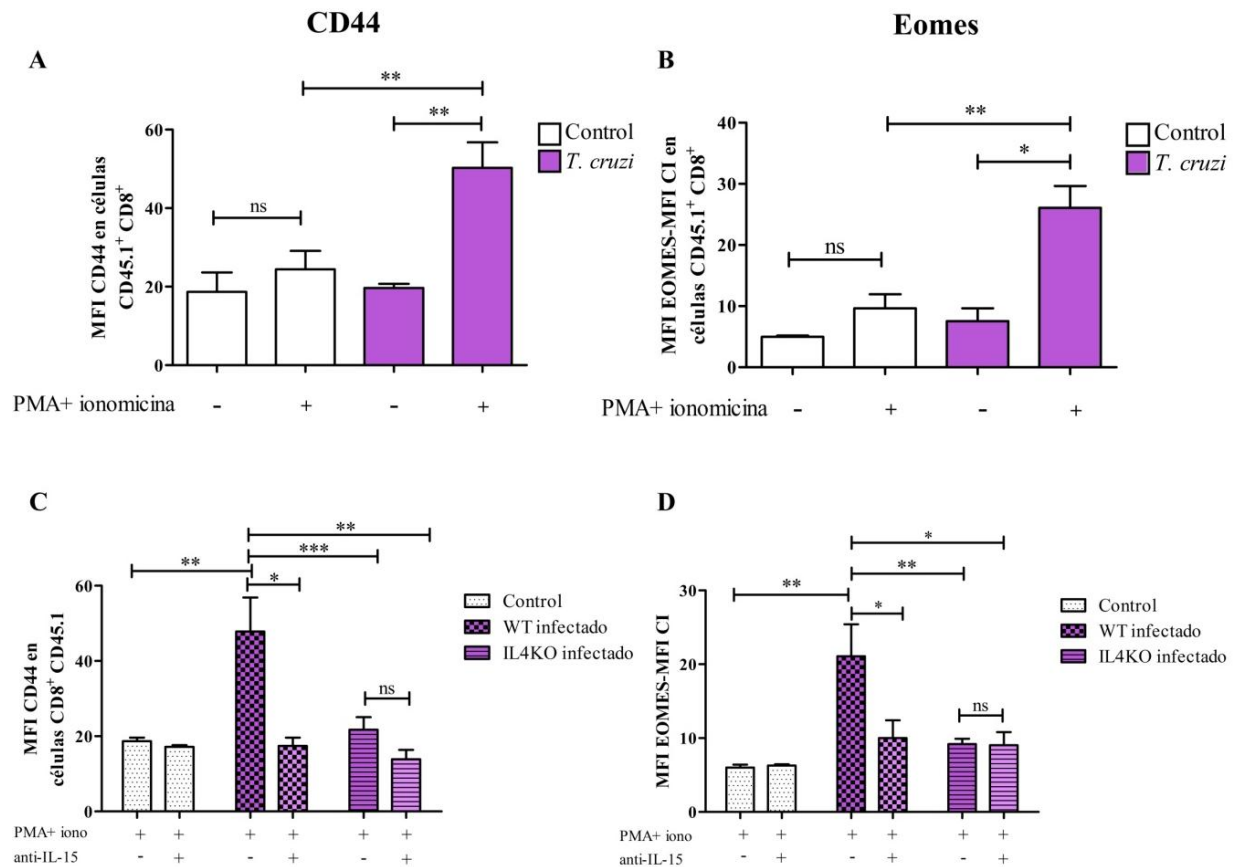 CD44
Eomes
A
MFI CD44 en células
CD45.1+ CD8+
60
40
20
0
ns
**
**
Control
T. cruzi
PMA+ ionomicina - + - +
B
MFI EOMES-MFI CI en
células CD45.1+ CD8+
40
30
20
10
0
ns
**
*
Control
T. cruzi
PMA+ ionomicina - + - +
C
MFI CD44 en
células CD8+ CD45.1
60
40
20
0
**
***
**
*
ns
Control
WT infectado
IL4KO infectado
PMA+ iono + + + + + +
anti-IL-15 - + - + - +
D
MFI EOMES-MFI CI
30
20
10
0
*
**
**
*
ns
Control
WT infectado
IL4KO infectado
PMA+ iono + + + + + +
anti-IL-15 - + - + - +